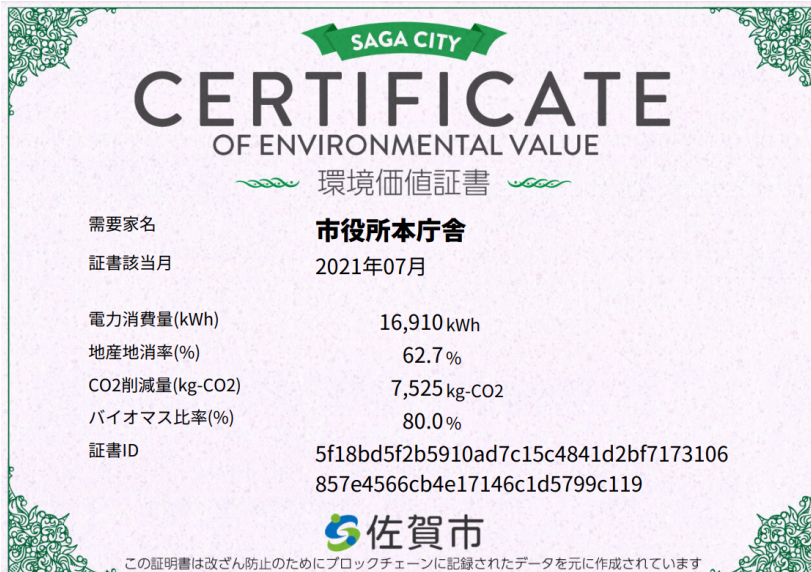 SAGA CITY
CERTIFICATE
OF ENVIRONMENTAL VALUE
環境価値証書
需要家名 市役所本庁舎
証書該当月 2021年07月
電力消費量(kWh) 16,910 kWh
地産地消率(%) 62.7 %
CO2削減量(kg-CO2) 7,525 kg-CO2
バイオマス比率(%) 80.0 %
証書ID 5f18bd5f2b5910ad7c15c4841d2bf7173106
857e4566cb4e17146c1d5799c119
佐賀市
この証明書は改ざん防止のためにブロックチェーンに記録されたデータを元に作成されています